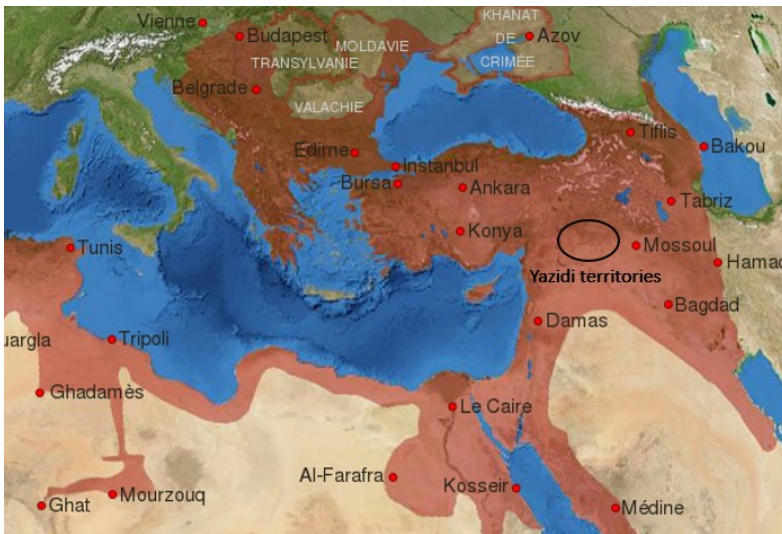 KHANAT
DE
CRIMÉE
Vienne
Budapest
MOLDAVIE
Azov
TRANSYLVANIE
Belgrade
VALACHIE
Edirne
Tiflis
Bakou
Instanbul
Bursa
Ankara
Tabriz
Konya
Mossoul
Tunis
Hamad
Yazidi territories
Bagdad
Damas
Tripoli
uargla
Ghadamès
Le Caire
Al-Farafra
Kosseir
Mourzouq
Ghat
Médine